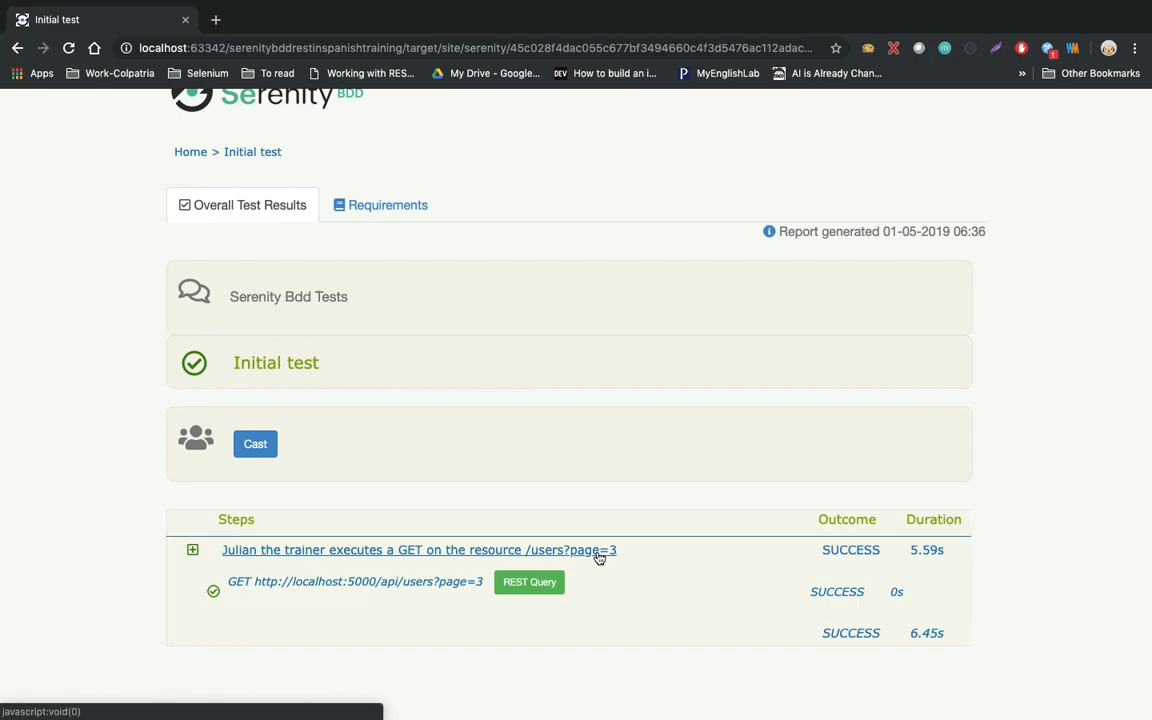 Initial test
localhost:63342/serenitybddrestinspanishtraining/target/site/serenity/45c028f4dac055c677bf3494660c4f3d5476ac112adac...
Apps Work-Colpatria Selenium To read Working with RES... My Drive - Google... DEV How to build an i... P MyEnglishLab AI is Already Chan... » Other Bookmarks
Serenity BDD
Home > Initial test
Overall Test Results Requirements
Report generated 01-05-2019 06:36
Serenity Bdd Tests
Initial test
Cast
Steps Outcome Duration
Julian the trainer executes a GET on the resource /users?page=3 SUCCESS 5.59s
GET http://localhost:5000/api/users?page=3 REST Query SUCCESS 0s
SUCCESS 6.45s
javascript:void(0)